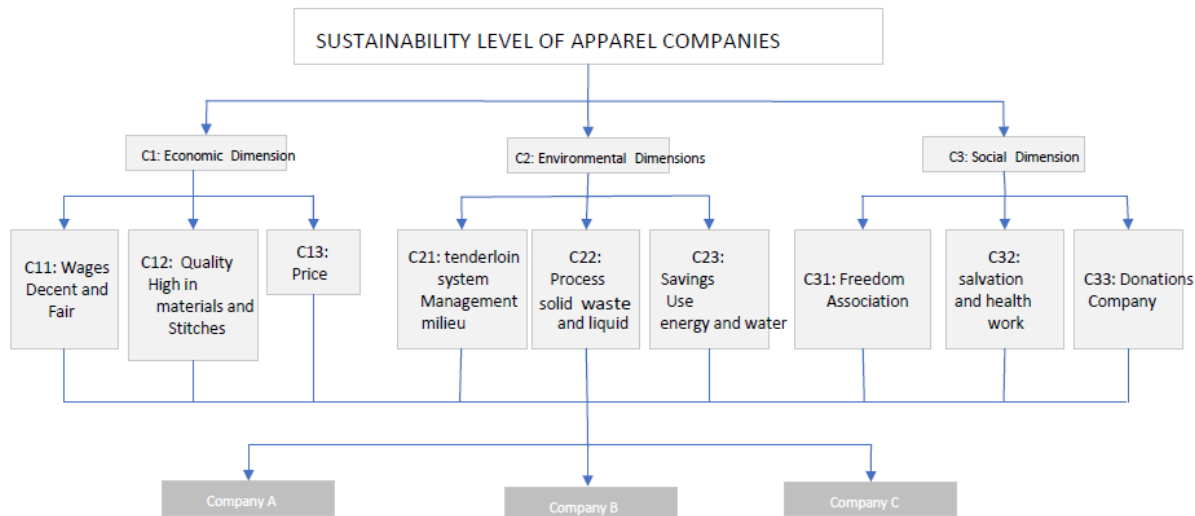 SUSTAINABILITY LEVEL OF APPAREL COMPANIES
C1: Economic Dimension
C2: Environmental Dimensions
C3: Social Dimension
C11: Wages
Decent and
Fair
C12: Quality
High in
materials and
Stitches
C13:
Price
C21: tenderloin
system
Management
milieu
C22:
Process
solid waste
and liquid
C23:
Savings
Use
energy and water
C31: Freedom
Association
C32:
salvation
and health
work
C33: Donations
Company
Company A
Company B
Company C